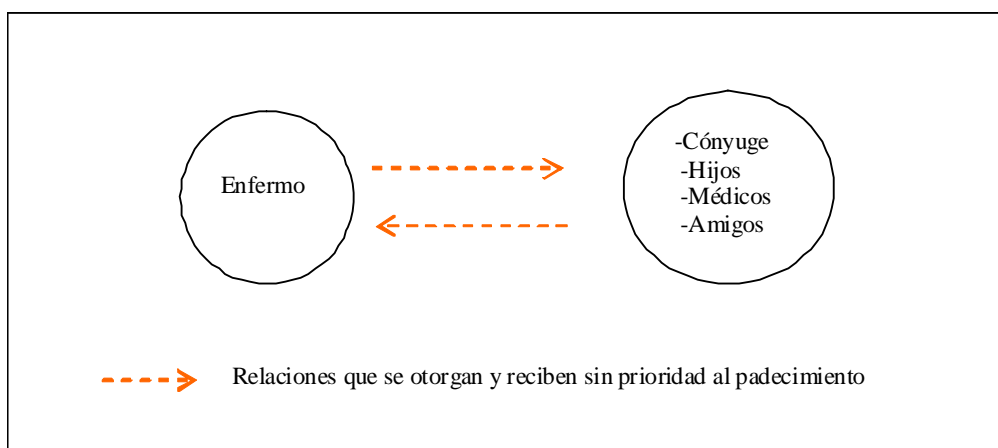 Enfermo
-Cónyuge
-Hijos
-Médicos
-Amigos
Relaciones que se otorgan y reciben sin prioridad al padecimiento